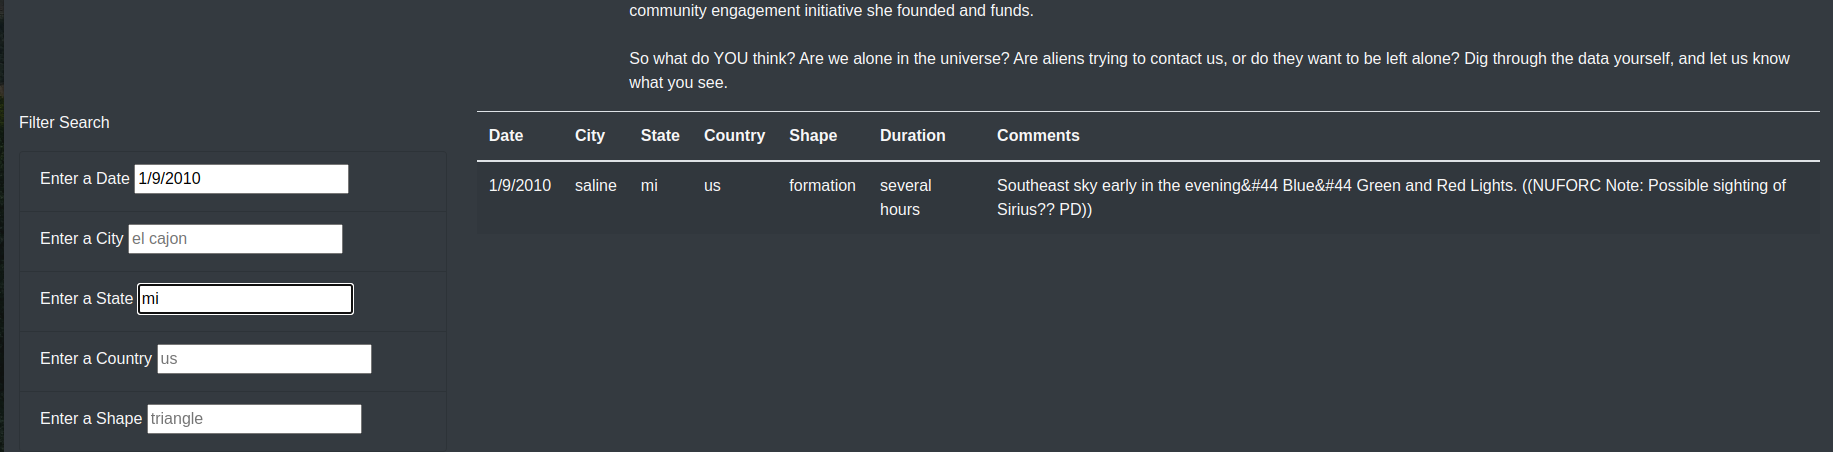 community engagement initiative she founded and funds.
So what do YOU think? Are we alone in the universe? Are aliens trying to contact us, or do they want to be left alone? Dig through the data yourself, and let us know
what you see.
Filter Search
Enter a Date 1/9/2010
Enter a City el cajon
Enter a State mi
Enter a Country us
Enter a Shape triangle
Date City State Country Shape Duration Comments
1/9/2010 saline mi us formation several hours Southeast sky early in the evening&#44 Blue&#44 Green and Red Lights. ((NUFORC Note: Possible sighting of
Sirius?? PD))